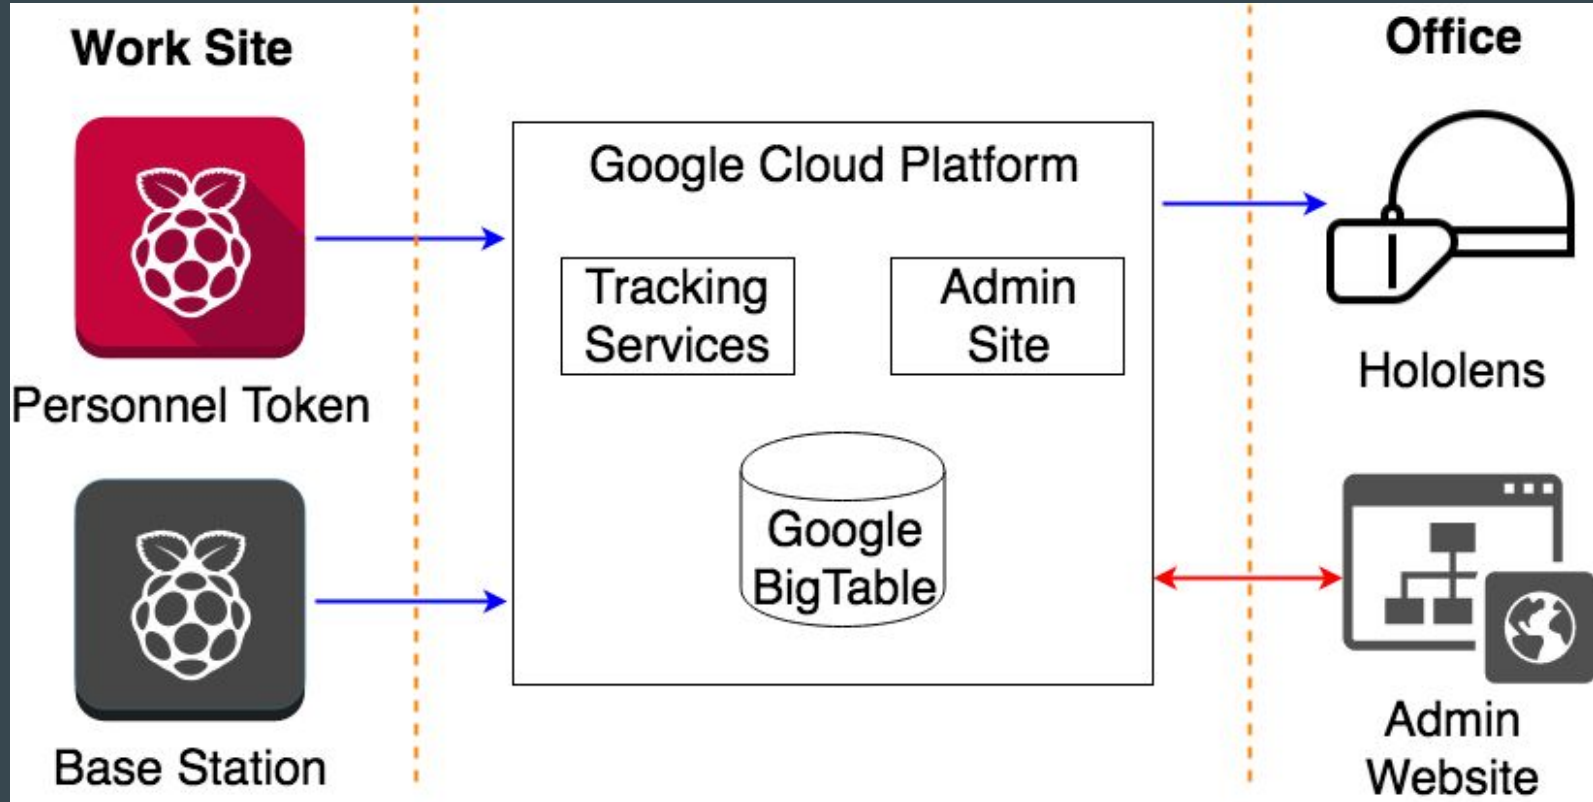 Work Site
Personnel Token
Base Station
Google Cloud Platform
Tracking
Services
Admin
Site
Google
BigTable
Office
Hololens
Admin
Website